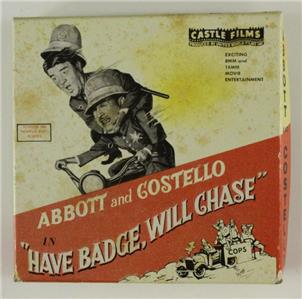 CASTLE FILMS
EXCITING
8MM and
16MM
MOVIE
ENTERTAINMENT
ABBOTT and COSTELLO
IN
"HAVE BADGE, WILL CHASE"
COPS